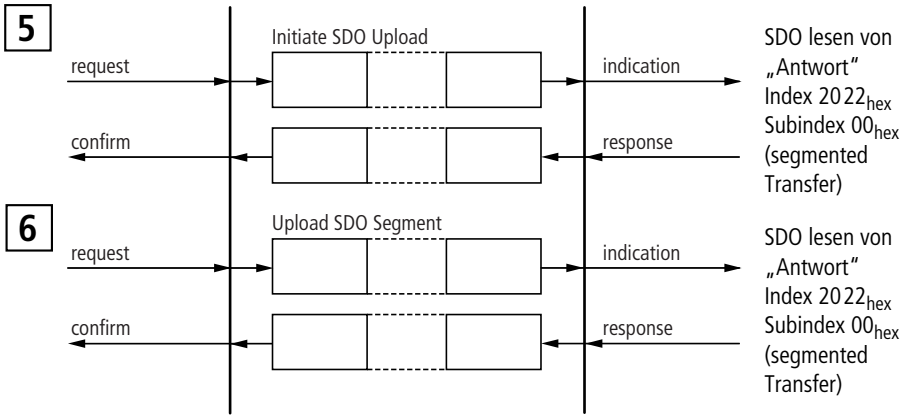 5
Initiate SDO Upload
request
indication
confirm
response
SDO lesen von
„Antwort“
Index 2022hex
Subindex 00hex
(segmented
Transfer)
6
Upload SDO Segment
request
indication
confirm
response
SDO lesen von
„Antwort“
Index 2022hex
Subindex 00hex
(segmented
Transfer)